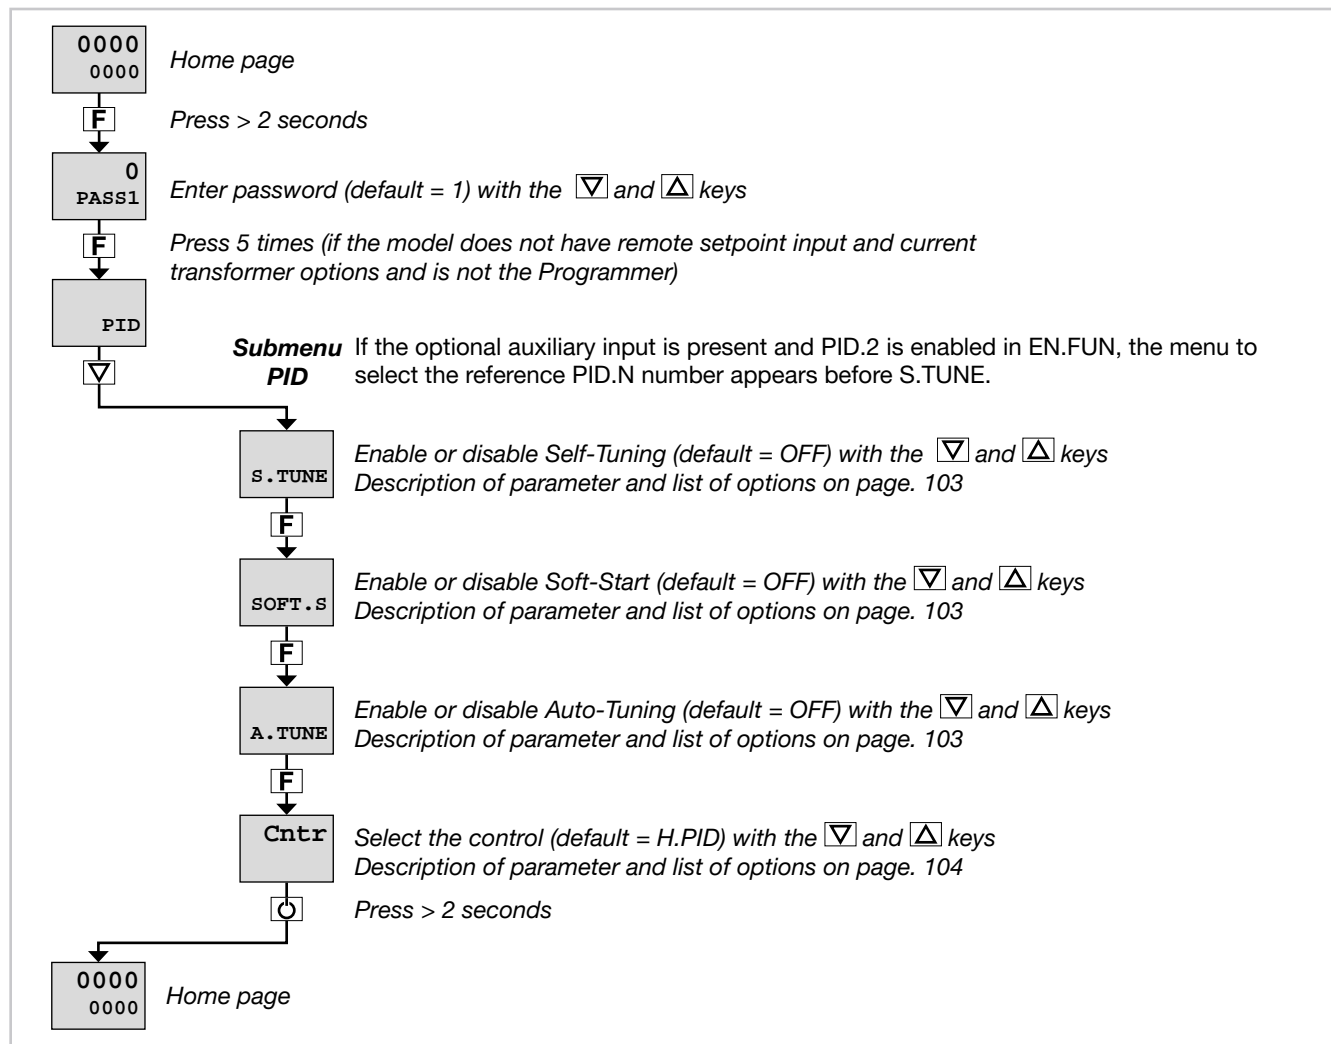 0000
0000
Home page
F
Press > 2 seconds
0
PASS1
Enter password (default = 1) with the ▽ and △ keys
F
Press 5 times (if the model does not have remote setpoint input and current
transformer options and is not the Programmer)
PID
Submenu
PID
If the optional auxiliary input is present and PID.2 is enabled in EN.FUN, the menu to
select the reference PID.N number appears before S.TUNE.
▽
S.TUNE
Enable or disable Self-Tuning (default = OFF) with the ▽ and △ keys
Description of parameter and list of options on page. 103
F
SOFT.S
Enable or disable Soft-Start (default = OFF) with the ▽ and △ keys
Description of parameter and list of options on page. 103
F
A.TUNE
Enable or disable Auto-Tuning (default = OFF) with the ▽ and △ keys
Description of parameter and list of options on page. 103
F
Cntr
Select the control (default = H.PID) with the ▽ and △ keys
Description of parameter and list of options on page. 104
Press > 2 seconds
0000
0000
Home page